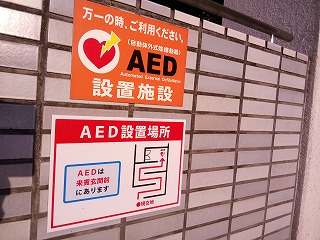 万一の時、ご利用ください。
(自動体外式除細動器)
AED
Automated External Defibrillator
設置施設
AED設置場所
AEDは
来賓玄関前
にあります
●現在地